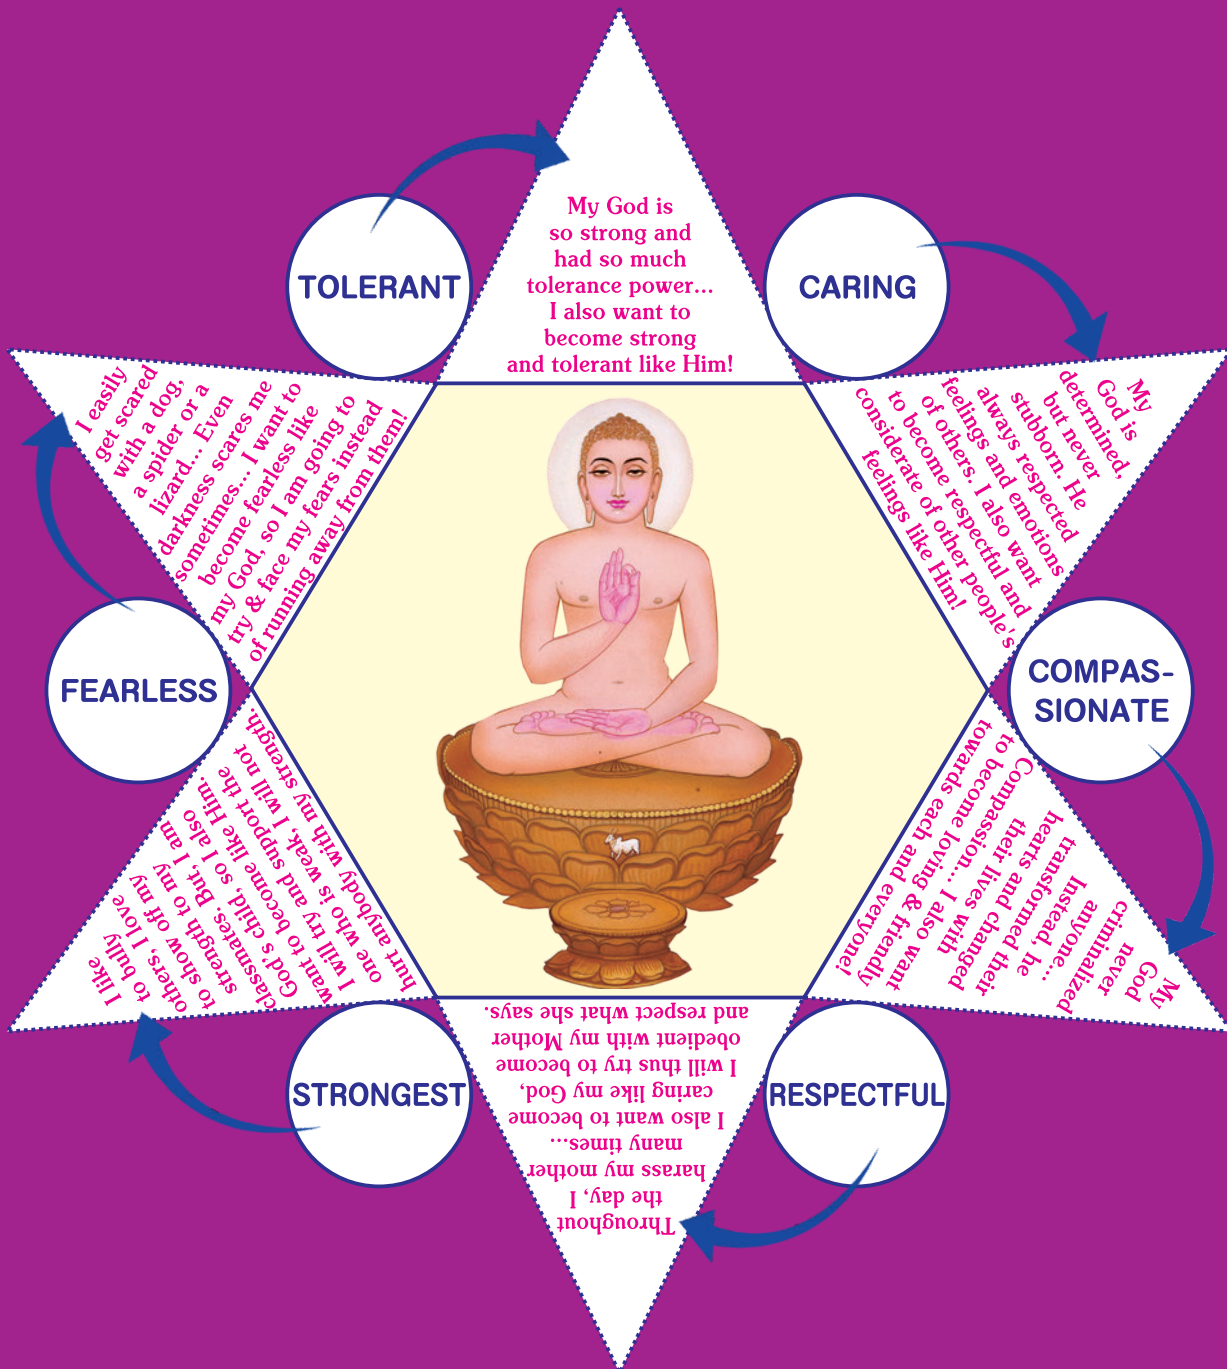 TOLERANT
My God is
so strong and
had so much
tolerance power...
I also want to
become strong
and tolerant like Him!
CARING
My
God is
determined,
but never
stubborn. He
always respected
feelings and emotions
of others. I also want
to become respectful and
considerate of other people's
feelings like Him!
COMPAS-
SIONATE
My
God
never
criminalized
anyone...
Instead, he
transformed their
hearts and changed
their lives with
Compassion... I also want
to become loving & friendly
towards each and everyone!
RESPECTFUL
Throughout
the day, I
harass my mother
many times...
I also want to become
caring like my God,
I will thus try to become
obedient with my Mother
and respect what she says.
STRONGEST
I like
to bully
others, I love
to show off my
strength to my
classmates. But I am
God's child, so I also
want to become like Him.
I will try and support the
one who is weak, I will not
hurt anybody with my strength.
FEARLESS
I easily
get scared
with a dog,
a spider or a
lizard... Even
darkness scares me
sometimes... I want to
become fearless like
my God, so I am going to
try & face my fears instead
of running away from them!